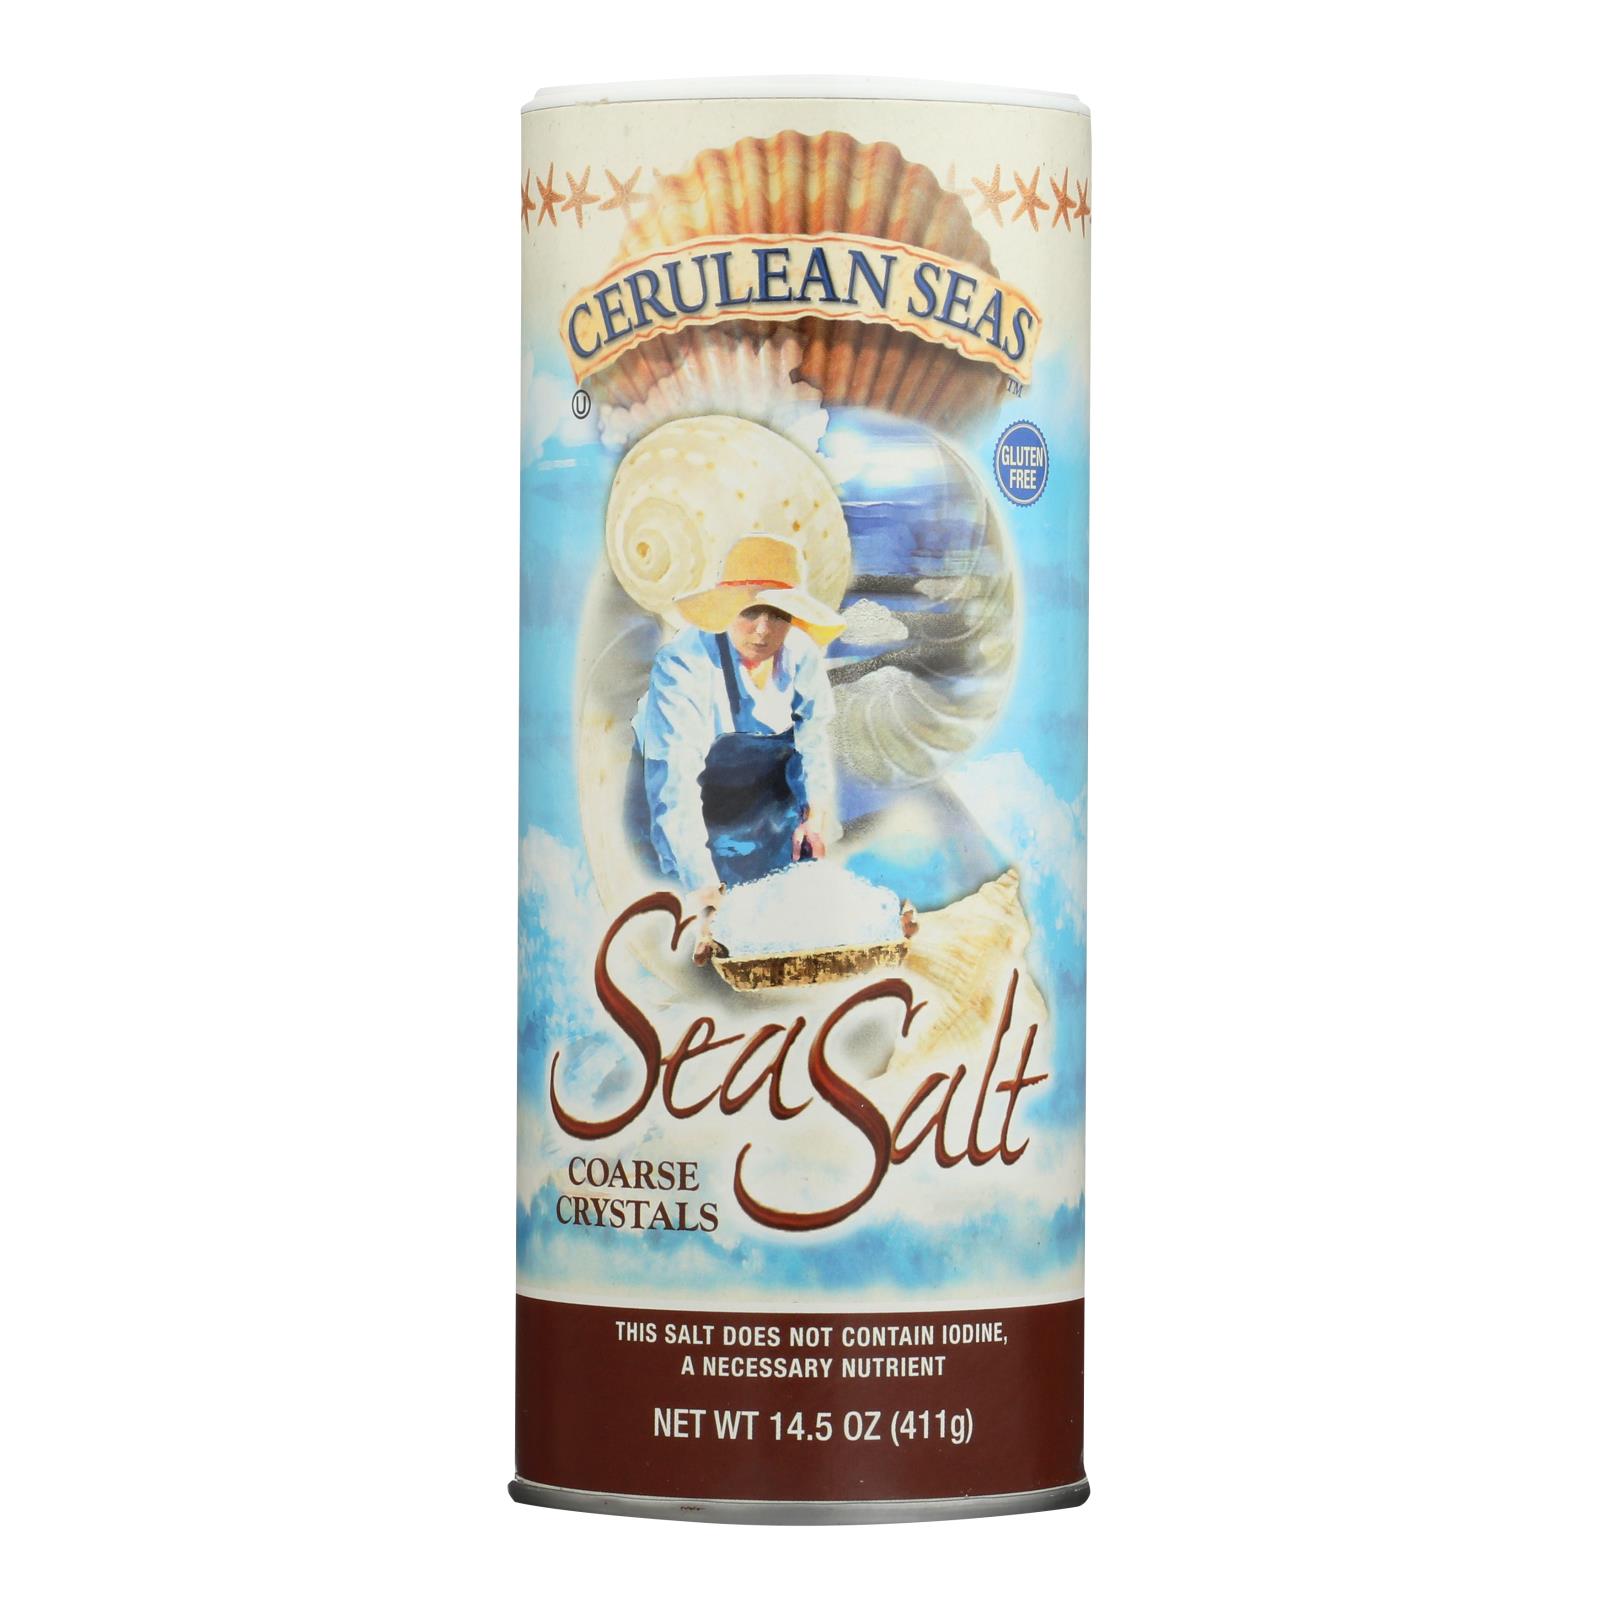 CERULEAN SEAS
TM
U
GLUTEN
FREE
Sea Salt
COARSE
CRYSTALS
THIS SALT DOES NOT CONTAIN IODINE,
A NECESSARY NUTRIENT
NET WT 14.5 OZ (411g)